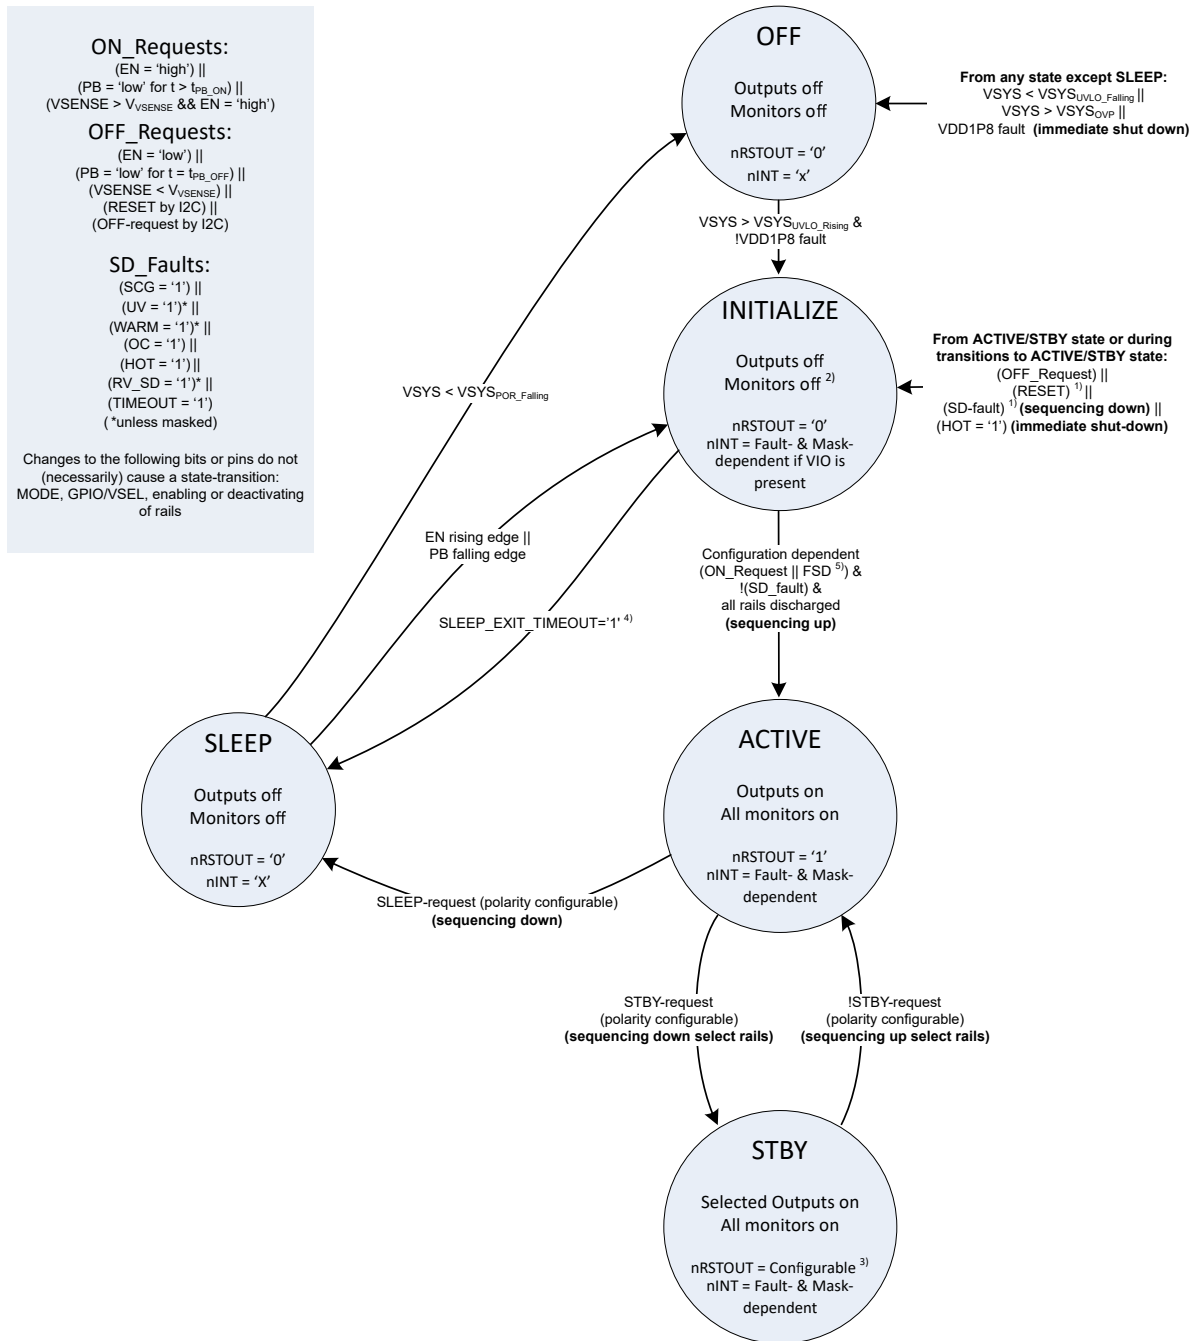 ON_Requests:
(EN = ‘high’) ||
(PB = ‘low’ for t > tPB_ON) ||
(VSENSE > VVSENSE && EN = ‘high’)
OFF_Requests:
(EN = ‘low’) ||
(PB = ‘low’ for t = tPB_OFF) ||
(VSENSE < VVSENSE) ||
(RESET by I2C) ||
(OFF-request by I2C)
SD_Faults:
(SCG = ‘1’) ||
(UV = ‘1’)* ||
(WARM = ‘1’)* ||
(OC = ‘1’) ||
(HOT = ‘1’) ||
(RV_SD = ‘1’)* ||
(TIMEOUT = ‘1’)
( *unless masked)
Changes to the following bits or pins do not
(necessarily) cause a state-transition:
MODE, GPIO/VSEL, enabling or deactivating
of rails
OFF
Outputs off
Monitors off
nRSTOUT = ‘0’
nINT = ‘x’
From any state except SLEEP:
VSYS < VSYSUVLO_Falling ||
VSYS > VSYSOVP ||
VDD1P8 fault (immediate shut down)
VSYS > VSYSUVLO_Rising &
!VDD1P8 fault
INITIALIZE
Outputs off
Monitors off 2)
nRSTOUT = ‘0’
nINT = Fault- & Mask-
dependent if VIO is
present
From ACTIVE/STBY state or during
transitions to ACTIVE/STBY state:
(OFF_Request) ||
(RESET) 1) ||
(SD-fault) 1) (sequencing down) ||
(HOT = ‘1’) (immediate shut-down)
VSYS < VSYSPOR_Falling
EN rising edge ||
PB falling edge
SLEEP_EXIT_TIMEOUT=’1’ 4)
Configuration dependent
(ON_Request || FSD 5)) &
!(SD_fault) &
all rails discharged
(sequencing up)
SLEEP
Outputs off
Monitors off
nRSTOUT = ‘0’
nINT = ‘X’
ACTIVE
Outputs on
All monitors on
nRSTOUT = ‘1’
nINT = Fault- & Mask-
dependent
SLEEP-request (polarity configurable)
(sequencing down)
STBY-request
(polarity configurable)
(sequencing down select rails)
!STBY-request
(polarity configurable)
(sequencing up select rails)
STBY
Selected Outputs on
All monitors on
nRSTOUT = Configurable 3)
nINT = Fault- & Mask-
dependent